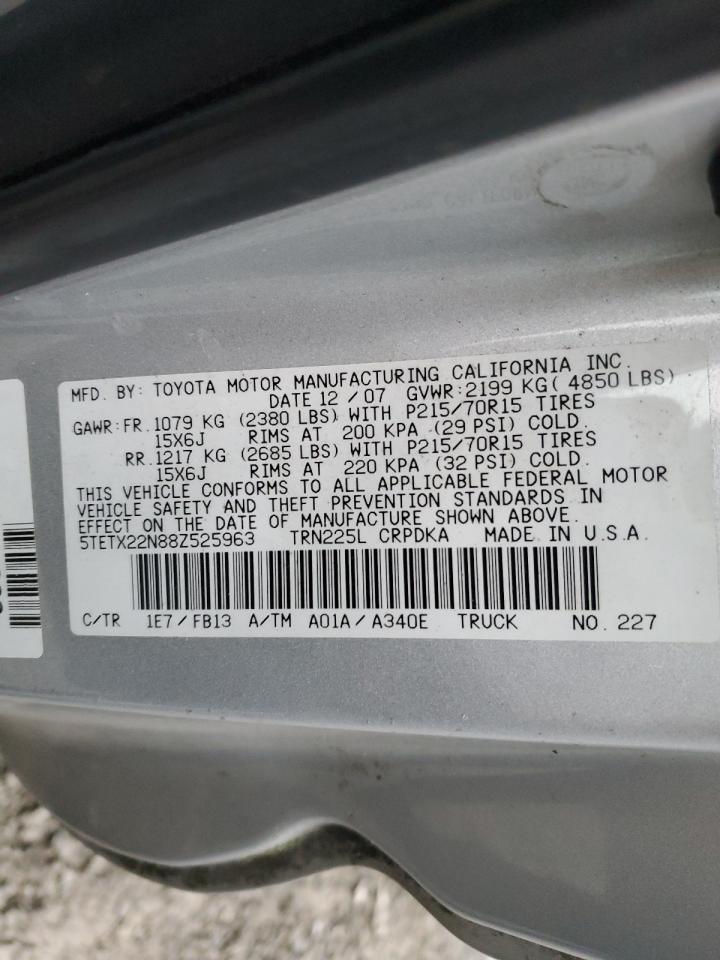 MFD. BY: TOYOTA MOTOR MANUFACTURING CALIFORNIA INC.
DATE 12 / 07 GVWR: 2199 KG ( 4850 LBS)
GAWR: FR. 1079 KG (2380 LBS) WITH P215/70R15 TIRES
15X6J RIMS AT 200 KPA (29 PSI) COLD.
RR. 1217 KG (2685 LBS) WITH P215/70R15 TIRES
15X6J RIMS AT 220 KPA (32 PSI) COLD.
THIS VEHICLE CONFORMS TO ALL APPLICABLE FEDERAL MOTOR
VEHICLE SAFETY AND THEFT PREVENTION STANDARDS IN
EFFECT ON THE DATE OF MANUFACTURE SHOWN ABOVE.
5TETX22N88Z525963 TRN225L CRPDKA MADE IN U.S.A.
C/TR 1E7 / FB13 A/TM A01A / A340E TRUCK NO. 227